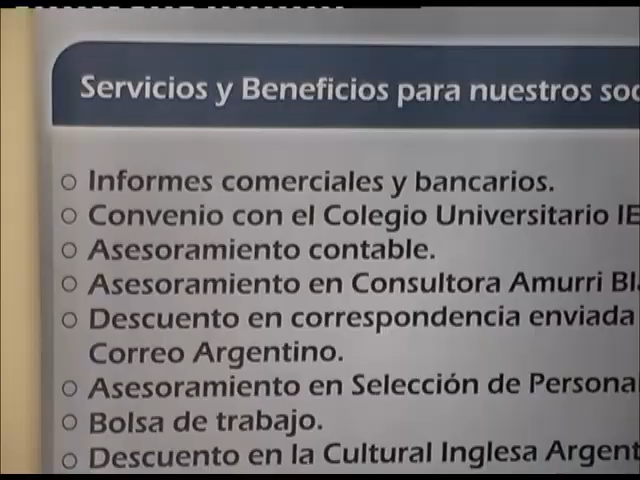 Servicios y Beneficios para nuestros soc
○ Informes comerciales y bancarios.
○ Convenio con el Colegio Universitario IE
○ Asesoramiento contable.
○ Asesoramiento en Consultora Amurri Bla
○ Descuento en correspondencia enviada
Correo Argentino.
○ Asesoramiento en Selección de Persona
○ Bolsa de trabajo.
○ Descuento en la Cultural Inglesa Argent